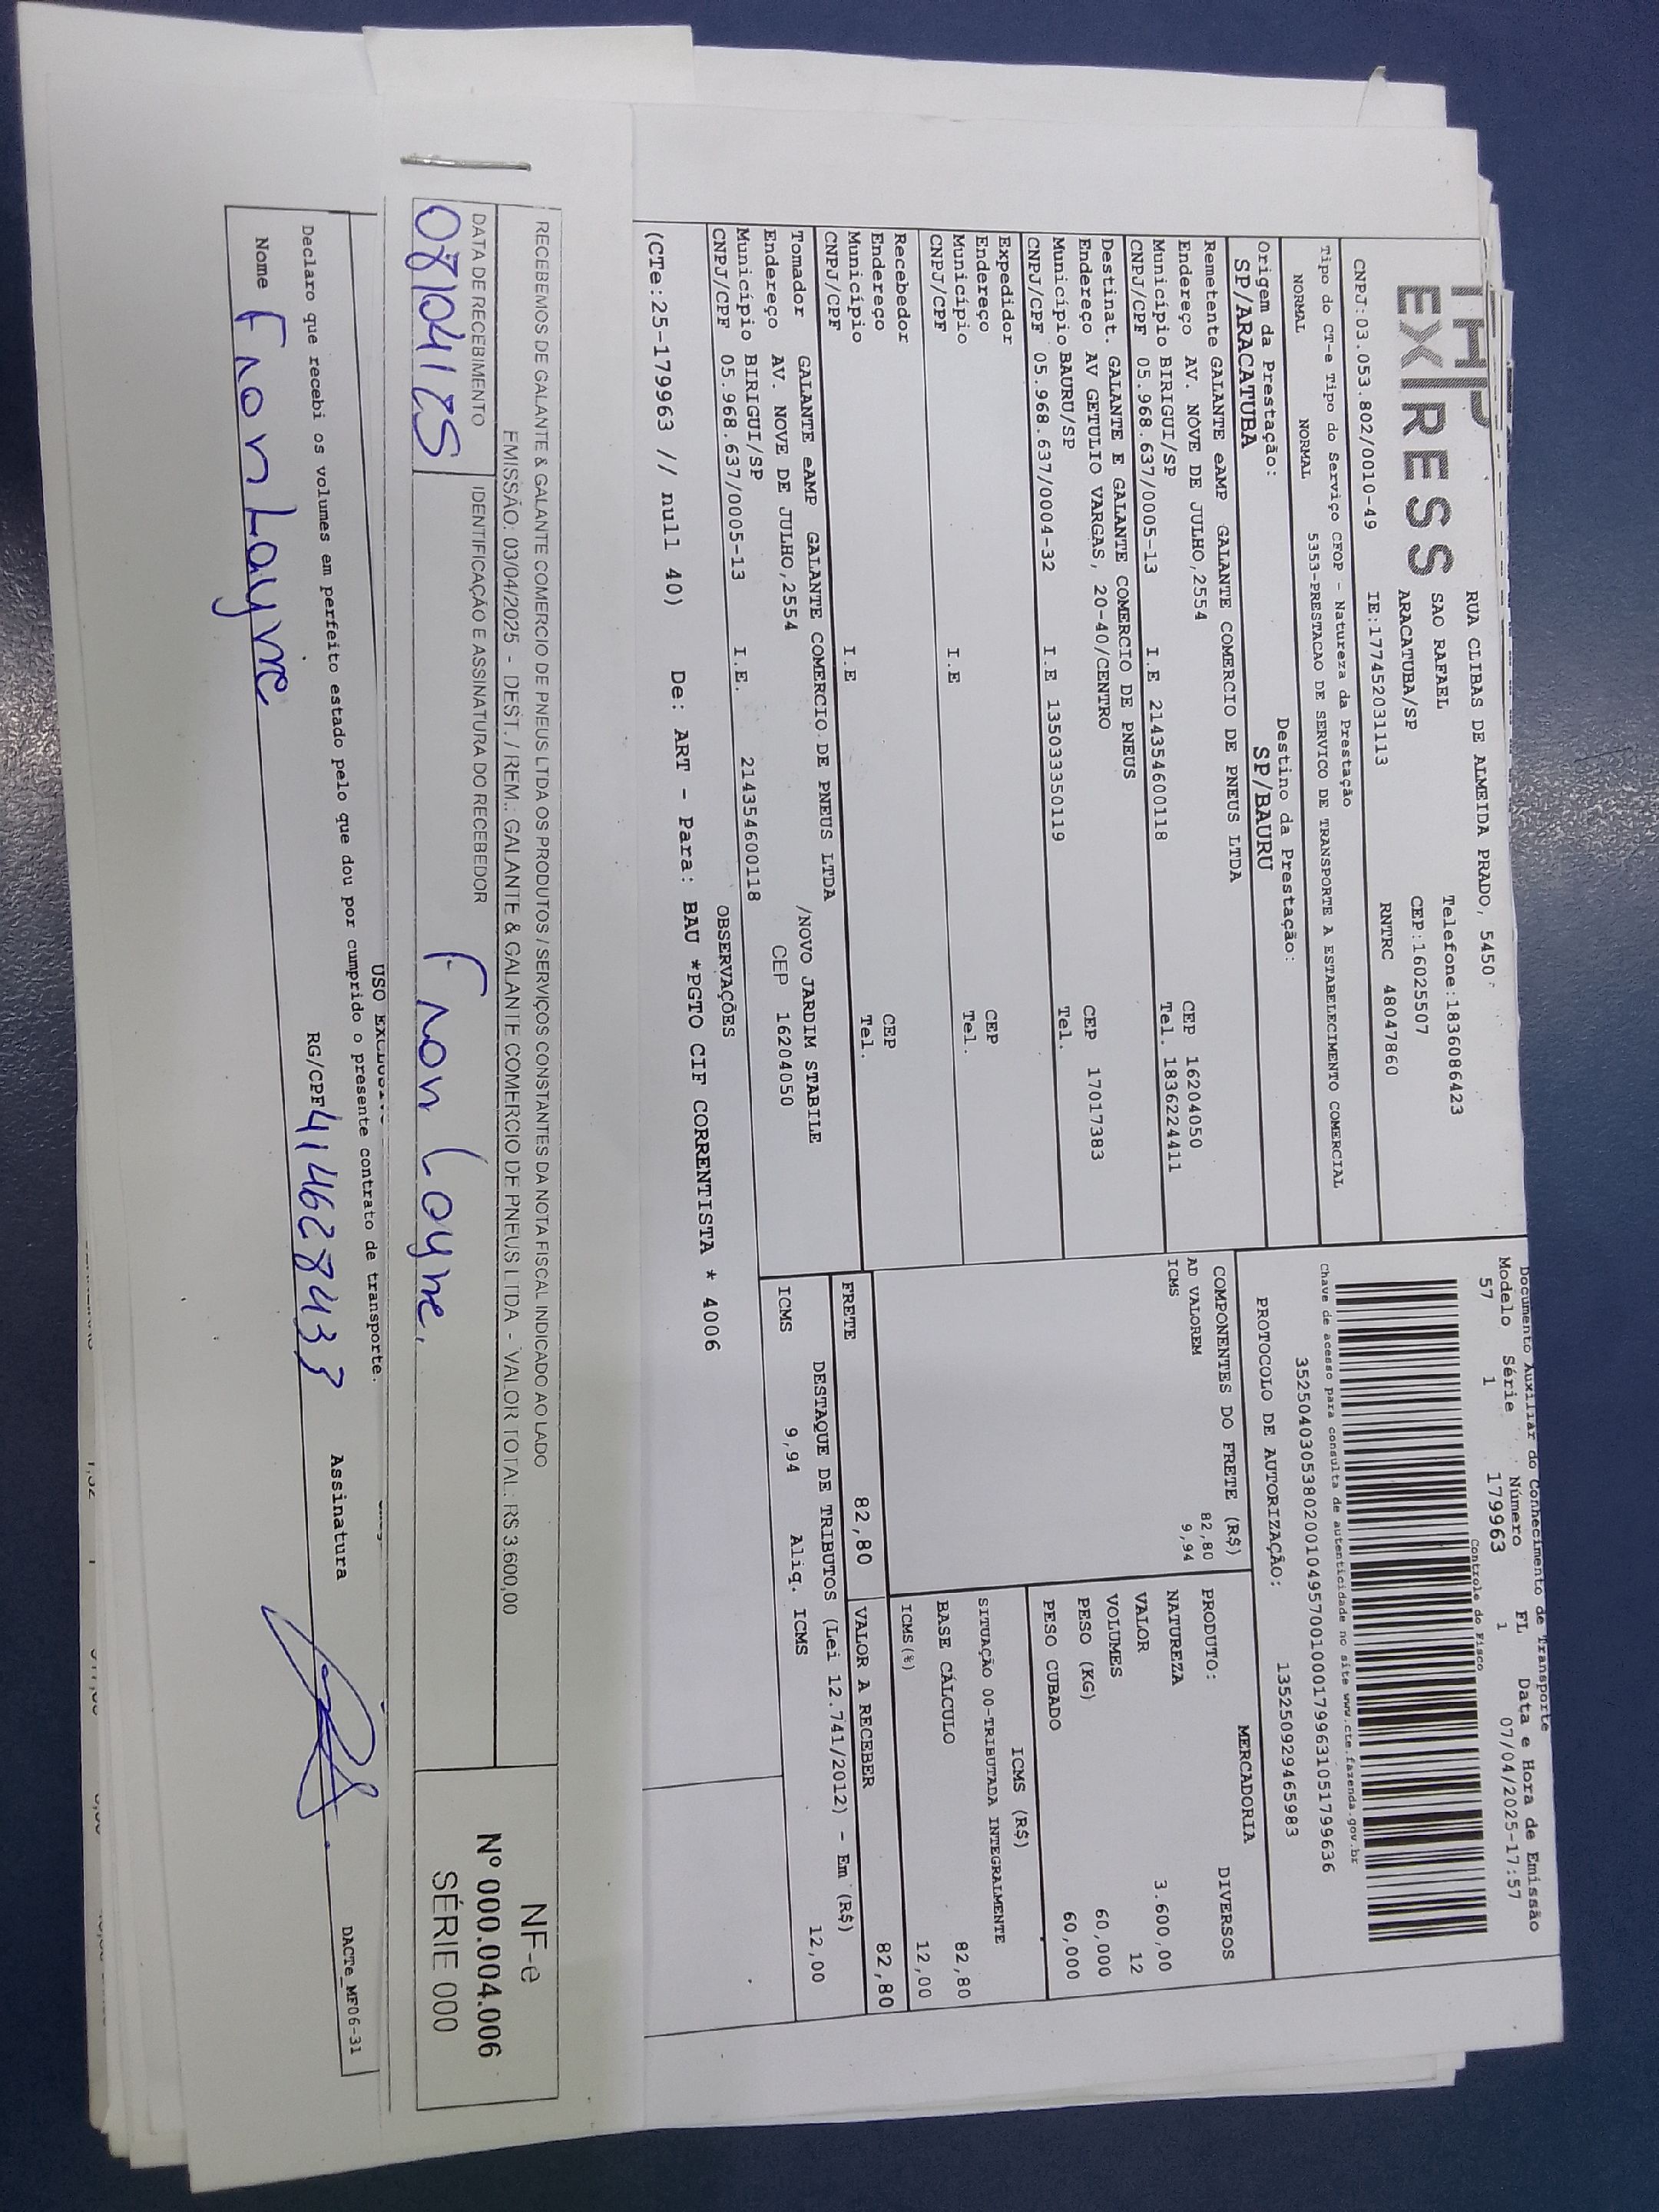 THP
EXPRESS
RUA CLIBAS DE ALMEIDA PRADO, 5450
SAO RAFAEL
Telefone:1836086423
ARACATUBA/SP
CEP:16025507
CNPJ:03.053.802/0010-49 IE:177452031113 RNTRC 48047860
Tipo do CT-e Tipo do Serviço CFOP - Natureza da Prestação
NORMAL NORMAL 5353-PRESTACAO DE SERVICO DE TRANSPORTE A ESTABELECIMENTO COMERCIAL
Origem da Prestação: Destino da Prestação:
SP/ARACATUBA SP/BAURU
Remetente GALANTE eAMP GALANTE COMERCIO DE PNEUS LTDA
Endereço AV. NOVE DE JULHO,2554 CEP 16204050
Município BIRIGUI/SP Tel. 1836224411
CNPJ/CPF 05.968.637/0005-13 I.E 214354600118
Destinat. GALANTE E GALANTE COMERCIO DE PNEUS
Endereço AV GETULIO VARGAS, 20-40/CENTRO CEP 17017383
Município BAURU/SP Tel.
CNPJ/CPF 05.968.637/0004-32 I.E 135033350119
Expedidor
Endereço CEP
Município Tel.
CNPJ/CPF I.E
Recebedor
Endereço CEP
Município Tel.
CNPJ/CPF I.E
Tomador GALANTE eAMP GALANTE COMERCIO DE PNEUS LTDA
Endereço AV. NOVE DE JULHO,2554 /NOVO JARDIM STABILE
Município BIRIGUI/SP CEP 16204050
CNPJ/CPF 05.968.637/0005-13 I.E. 214354600118
Documento Auxiliar do Conhecimento de Transporte
Modelo Série Número FL Data e Hora de Emissão
57 1 179963 1 07/04/2025-17:57
Controle do Fisco
Chave de acesso para consulta de autenticidade no site www.cte.fazenda.gov.br
35250403053802001049570010001799631051799636
PROTOCOLO DE AUTORIZAÇÃO: 135250929465983
COMPONENTES DO FRETE (R$)
AD VALOREM 82,80
ICMS 9,94
MERCADORIA
PRODUTO: DIVERSOS
NATUREZA
VALOR 3.600,00
VOLUMES 12
PESO (KG) 60,000
PESO CUBADO 60,000
ICMS (R$)
SITUAÇÃO 00-TRIBUTADA INTEGRALMENTE
BASE CÁLCULO 82,80
ICMS(%) 12,00
FRETE 82,80 VALOR A RECEBER 82,80
DESTAQUE DE TRIBUTOS (Lei 12.741/2012) - Em (R$)
ICMS 9,94 Aliq. ICMS 12,00
OBSERVAÇÕES
(CTe:25-179963 // null 40) De: ART - Para: BAU *PGTO CIF CORRENTISTA * 4006
RECEBEMOS DE GALANTE & GALANTE COMERCIO DE PNEUS LTDA OS PRODUTOS / SERVIÇOS CONSTANTES DA NOTA FISCAL INDICADO AO LADO
EMISSÃO: 03/04/2025 - DEST. / REM.: GALANTE & GALANTE COMERCIO DE PNEUS LTDA - VALOR TOTAL: R$ 3.600,00
DATA DE RECEBIMENTO IDENTIFICAÇÃO E ASSINATURA DO RECEBEDOR
08/04/25
NF-e
Nº 000.004.006
SÉRIE 000
Declaro que recebi os volumes em perfeito estado pelo que dou por cumprido o presente contrato de transporte.
Nome RG/CPF 414628433 Assinatura
DACTe_MF06-31